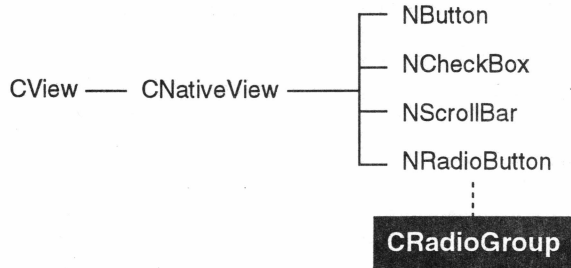 NButton
NCheckBox
CView
CNativeView
NScrollBar
NRadioButton
CRadioGroup